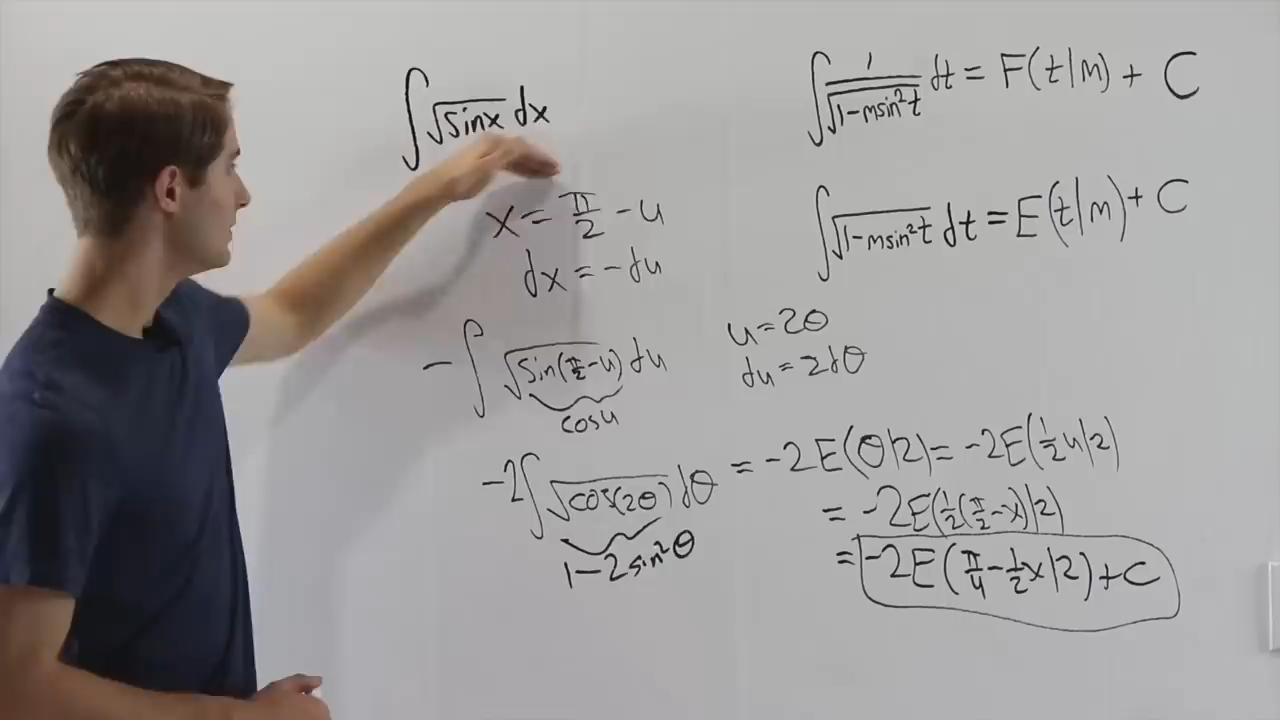 ∫√sinx dx
x = π/2 - u
dx = -du
-∫√sin(π/2-u) du
cosu
-2∫√cos(2θ) dθ = -2E(θ|2) = -2E(½u|2)
1-2sin²θ
= -2E(½(π/2-x)|2)
= -2E(π/4-½x|2)+C
∫1/√1-msin²t dt = F(t|m) + C
∫√1-msin²t dt = E(t|m) + C
u=2θ
du=2dθ